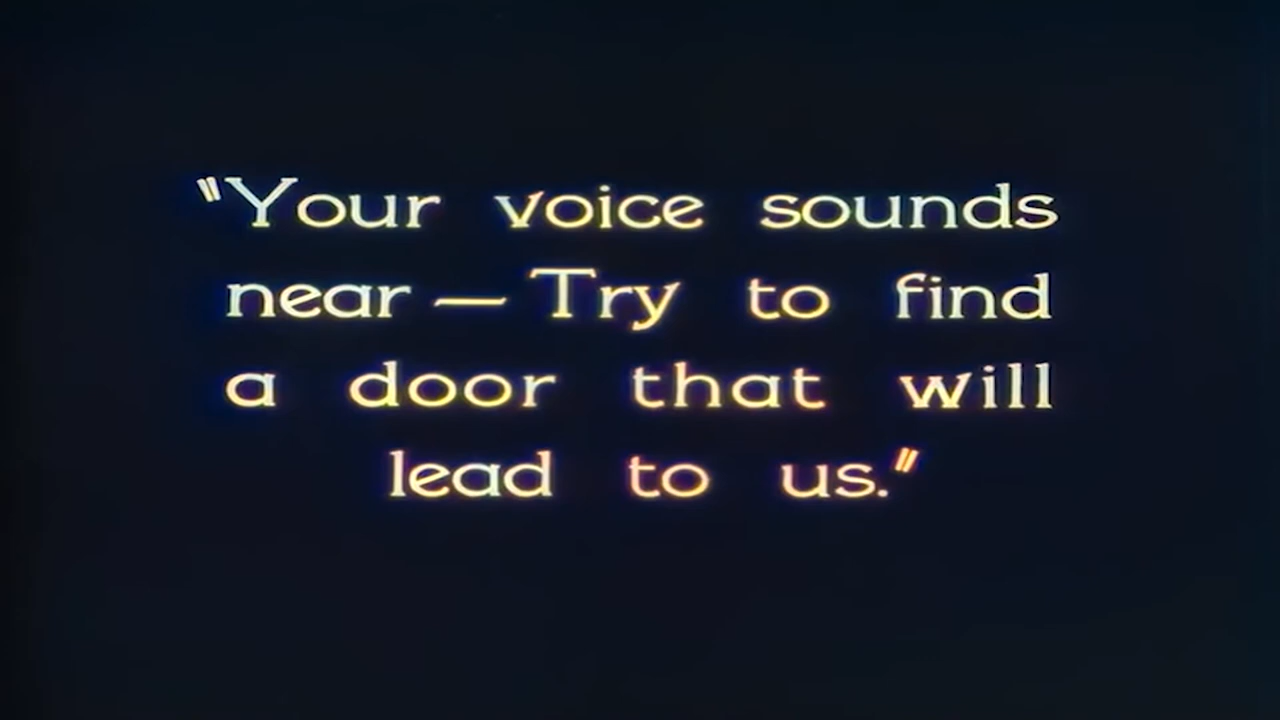 "Your voice sounds
near — Try to find
a door that will
lead to us."